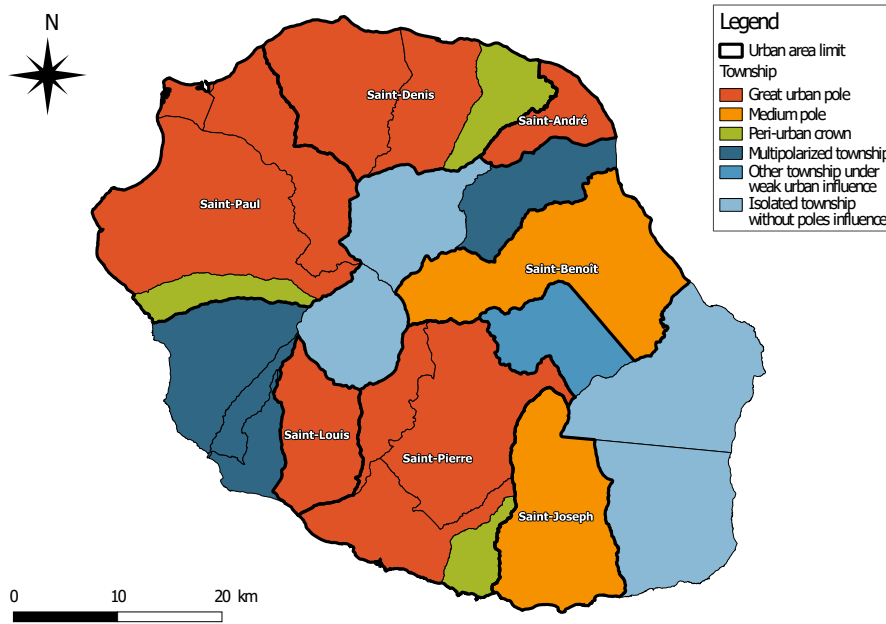 N
Legend
Urban area limit
Township
Great urban pole
Medium pole
Peri-urban crown
Multipolarized township
Other township under
weak urban influence
Isolated township
without poles influence
Saint-Denis
Saint-André
Saint-Paul
Saint-Benoît
Saint-Louis
Saint-Pierre
Saint-Joseph
0 10 20 km